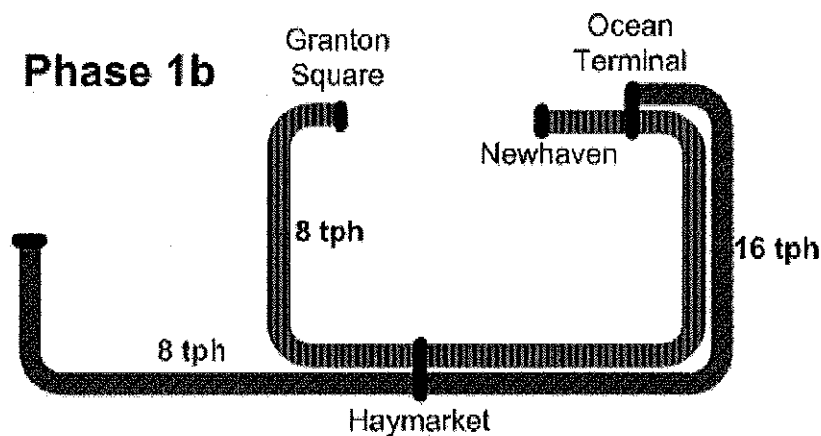 Phase 1b
Granton
Square
Ocean
Terminal
Newhaven
8 tph
16 tph
8 tph
Haymarket